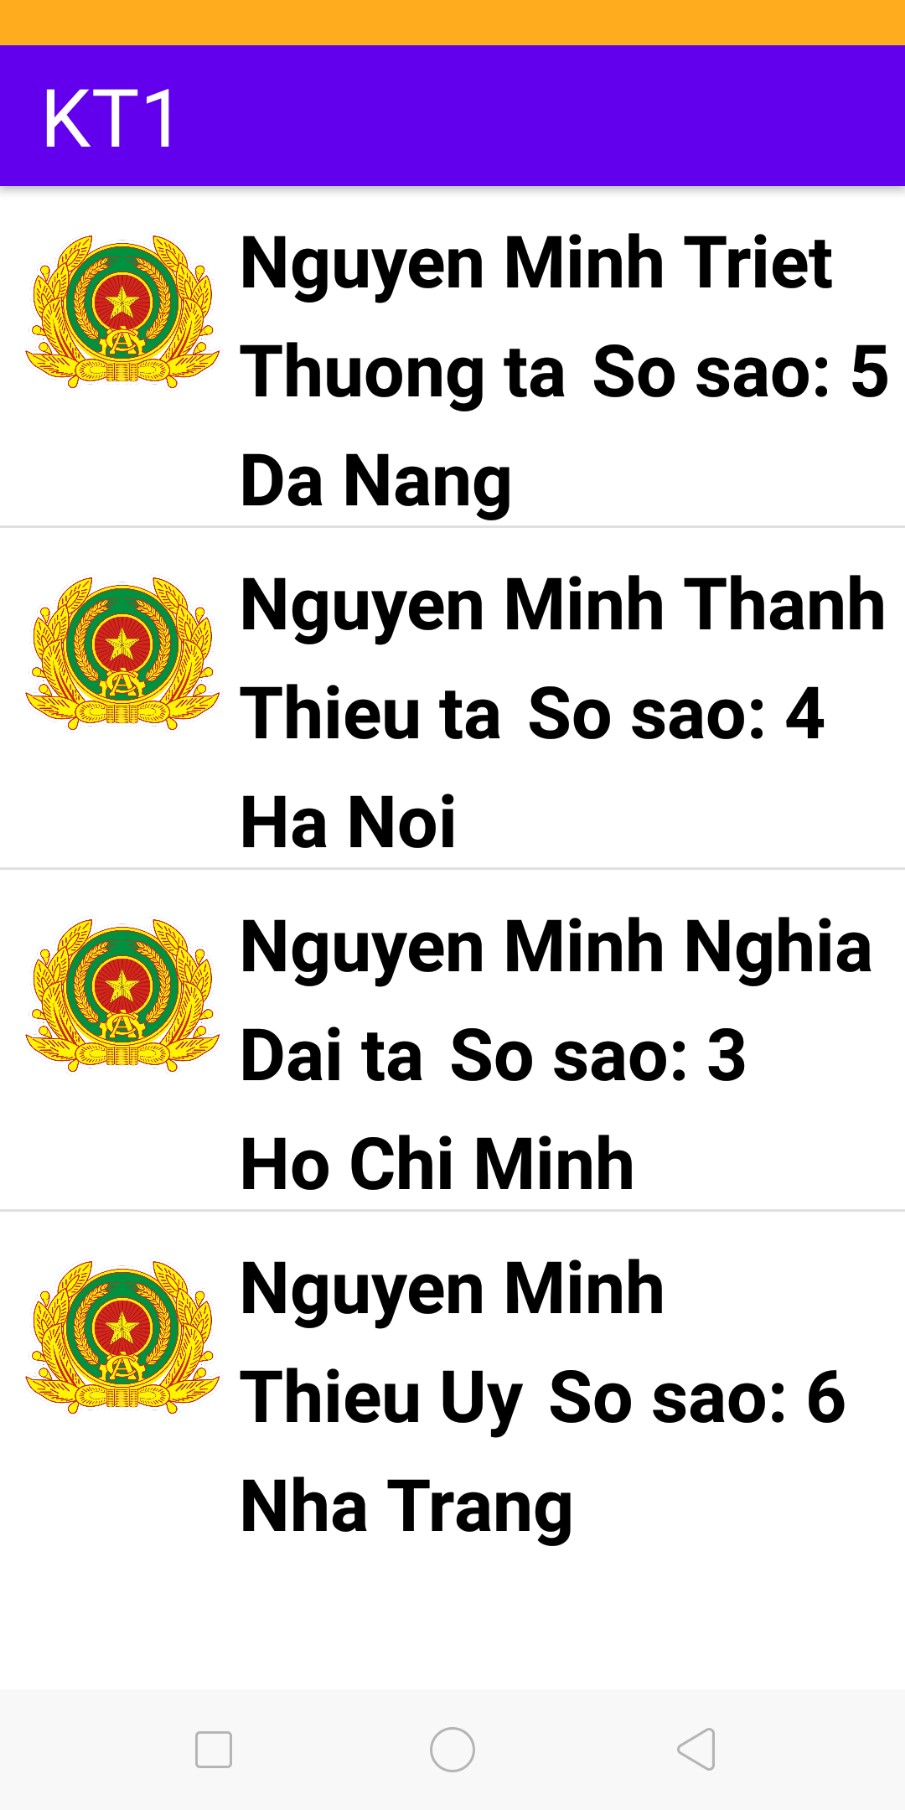 KT1
Nguyen Minh Triet
Thuong ta So sao: 5
Da Nang
Nguyen Minh Thanh
Thieu ta So sao: 4
Ha Noi
Nguyen Minh Nghia
Dai ta So sao: 3
Ho Chi Minh
Nguyen Minh
Thieu Uy So sao: 6
Nha Trang